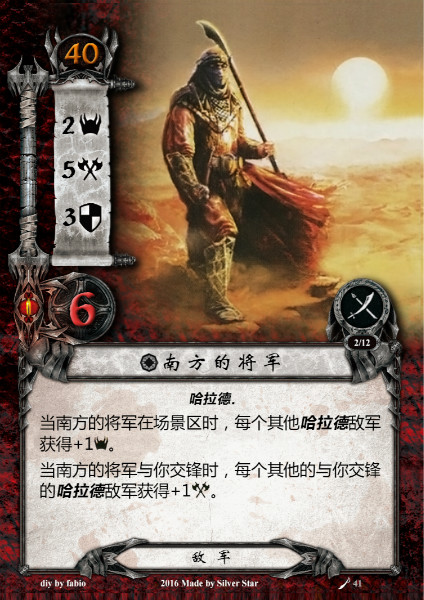 40
2
5
3
6
2/12
南方的将军
哈拉德.
当南方的将军在场景区时，每个其他哈拉德敌军
获得+1。
当南方的将军与你交锋时，每个其他的与你交锋
的哈拉德敌军获得+1。
敌军
diy by fabio 2016 Made by Silver Star 41